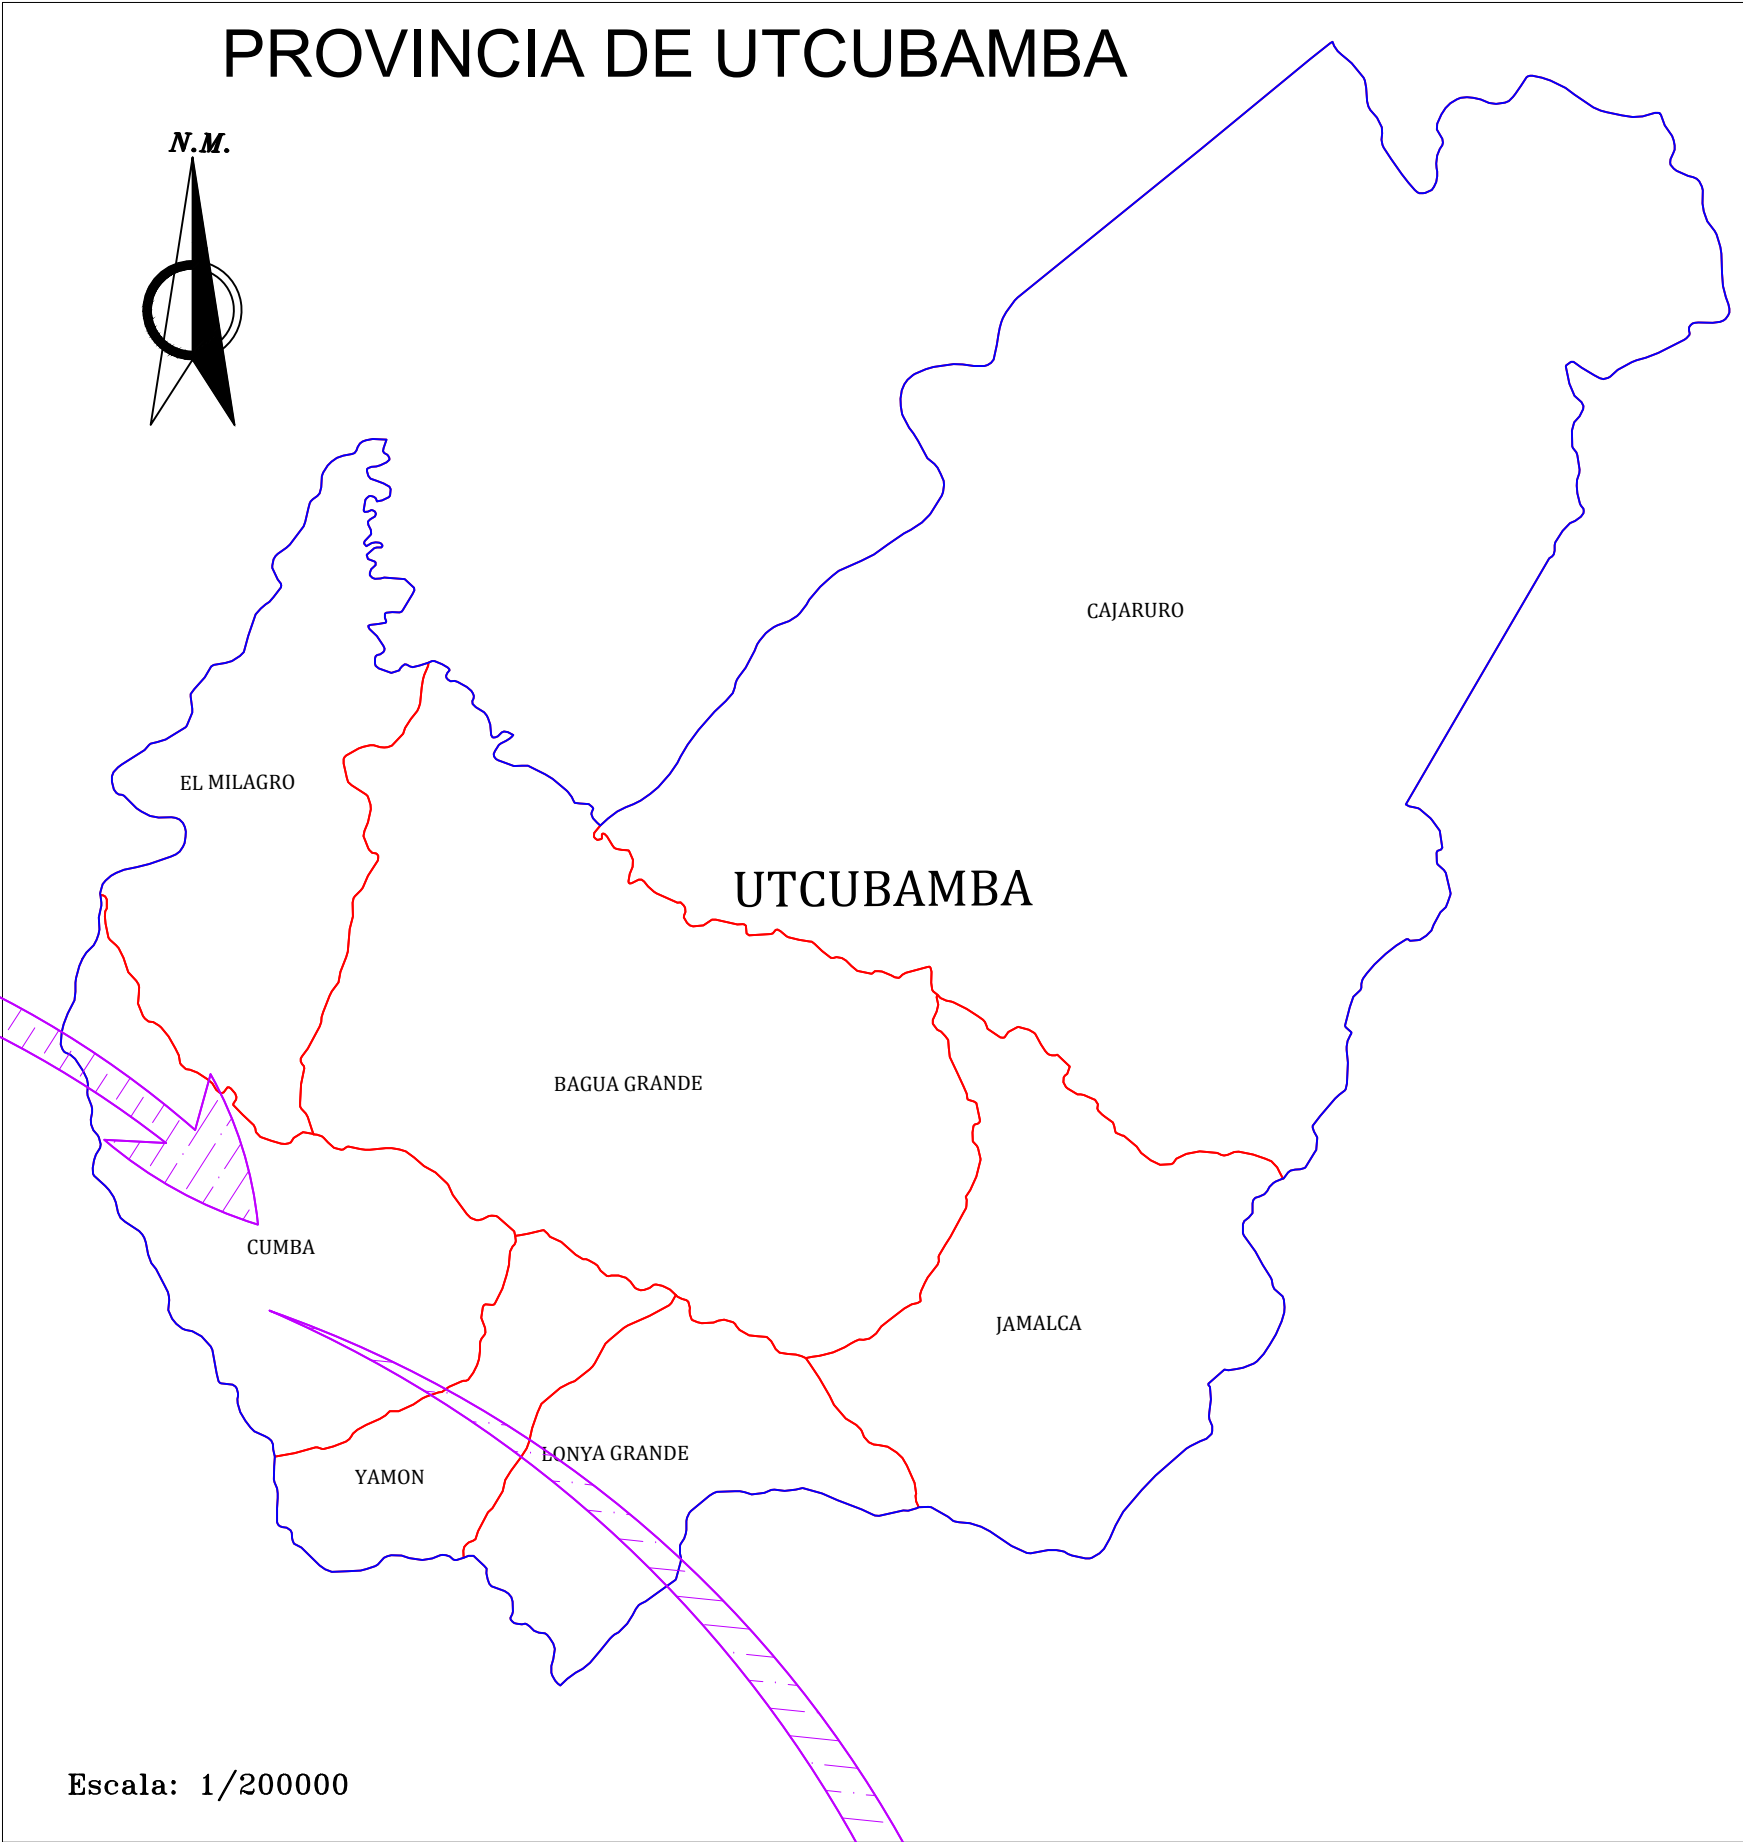 PROVINCIA DE UTCUBAMBA
N.M.
CAJARURO
EL MILAGRO
UTCUBAMBA
BAGUA GRANDE
CUMBA
JAMALCA
LONYA GRANDE
YAMON
Escala: 1/200000